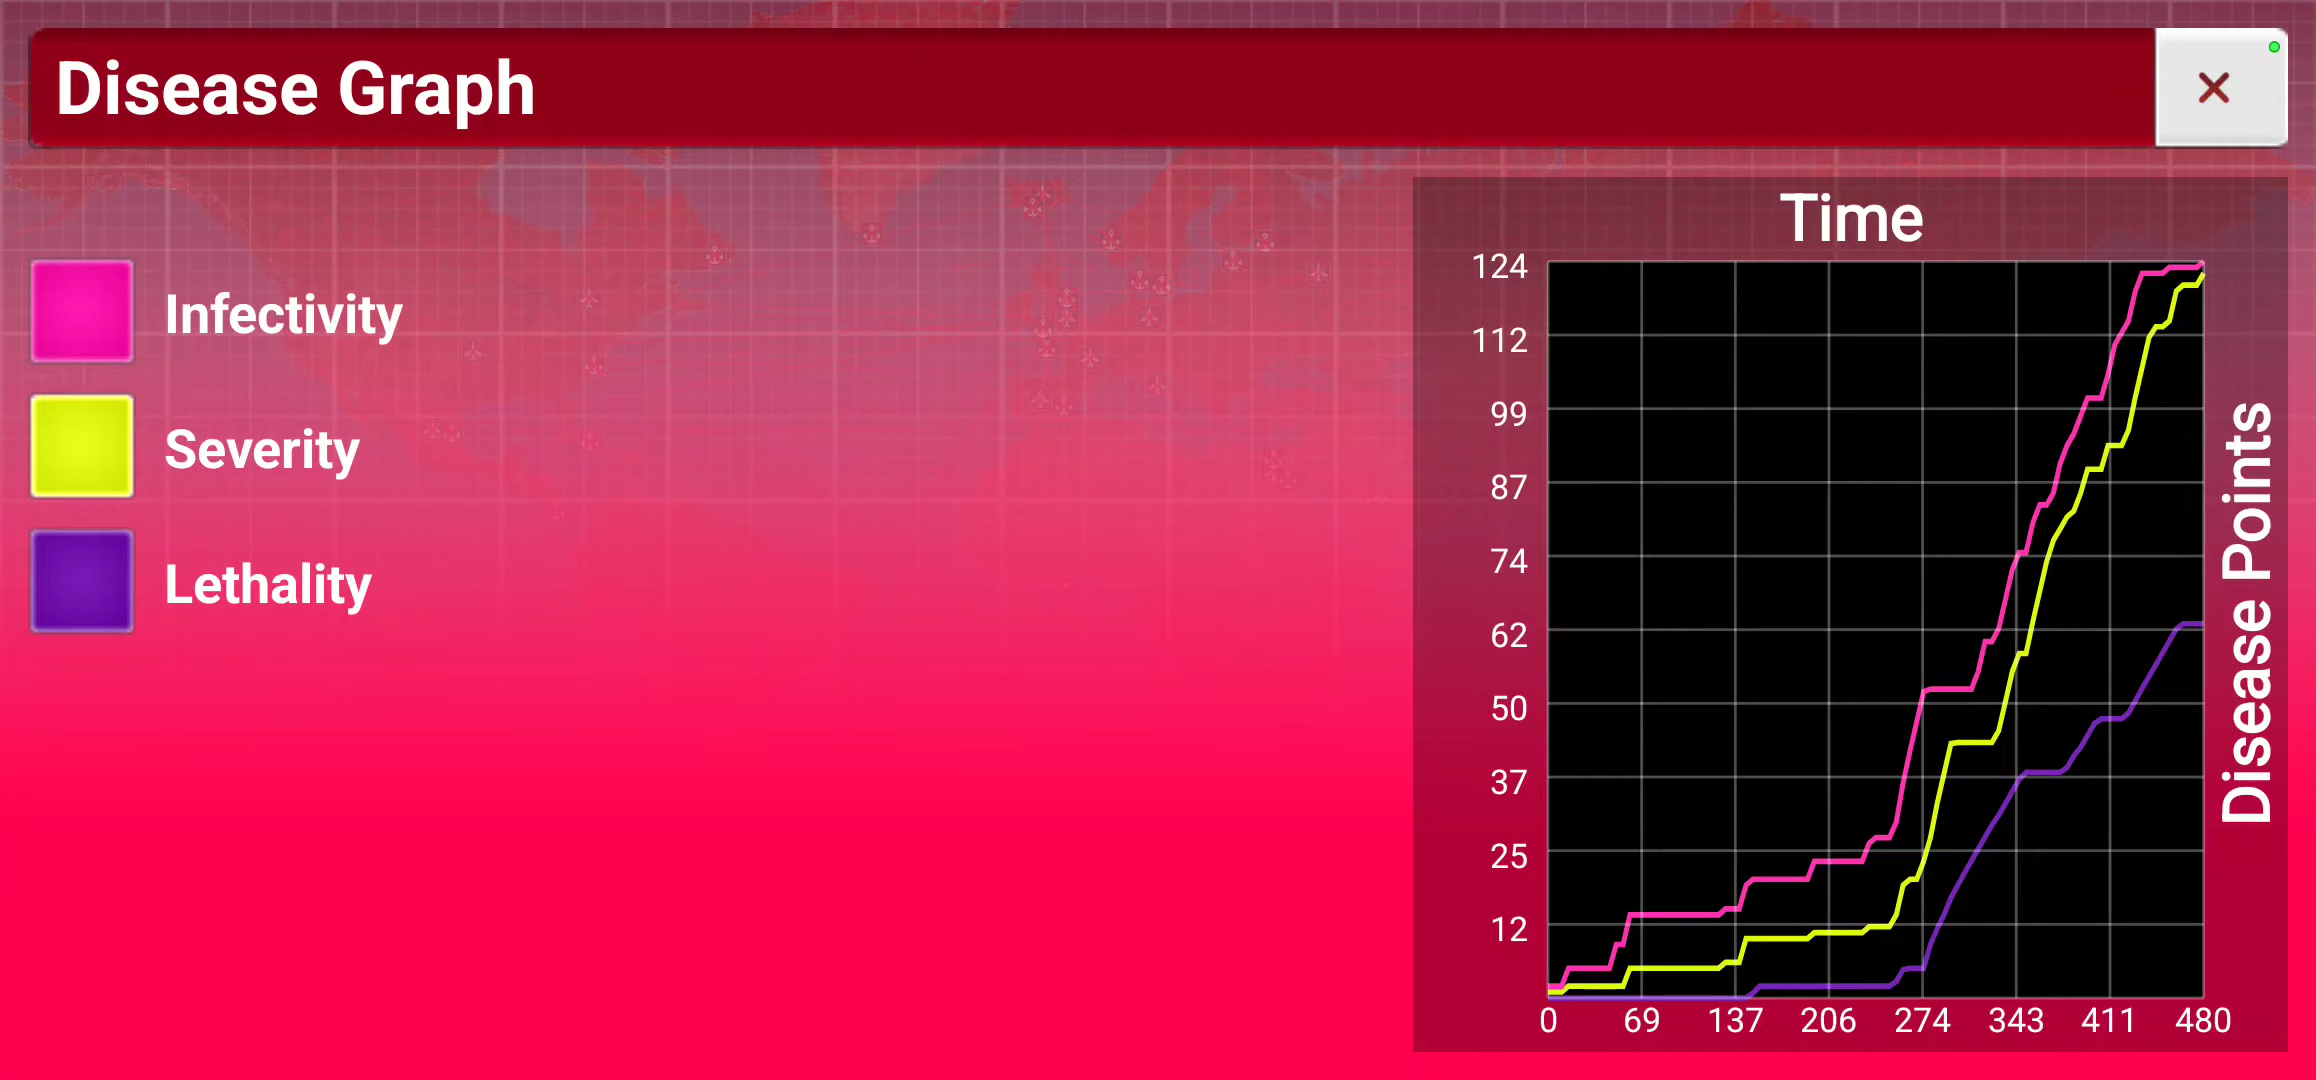 Disease Graph
Infectivity
Severity
Lethality
Time
124
112
99
87
74
62
50
37
25
12
0 69 137 206 274 343 411 480
Disease Points